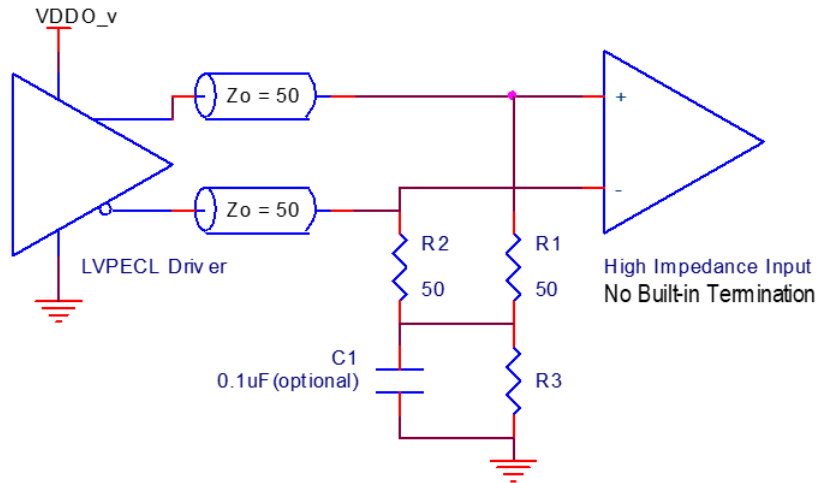 VDDO_v
Zo = 50
+
Zo = 50
-
LVPECL Driver
R2
50
R1
50
High Impedance Input
No Built-in Termination
C1
0.1uF(optional)
R3